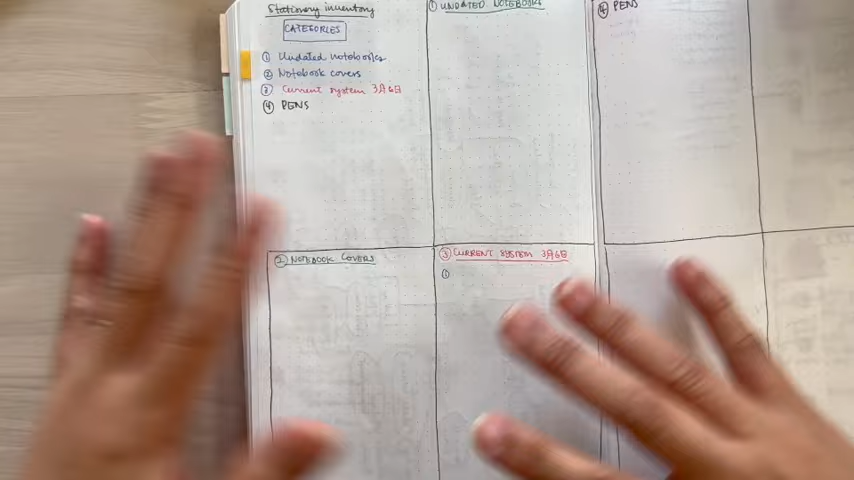 Stationery inventory
CATEGORIES
① Undated notebooks
② Notebook covers
③ Current system 3月6日
④ PENS
① UNDATED NOTEBOOKS
② NOTEBOOK COVERS
③ CURRENT SYSTEM 3月6日
①
④ PENS